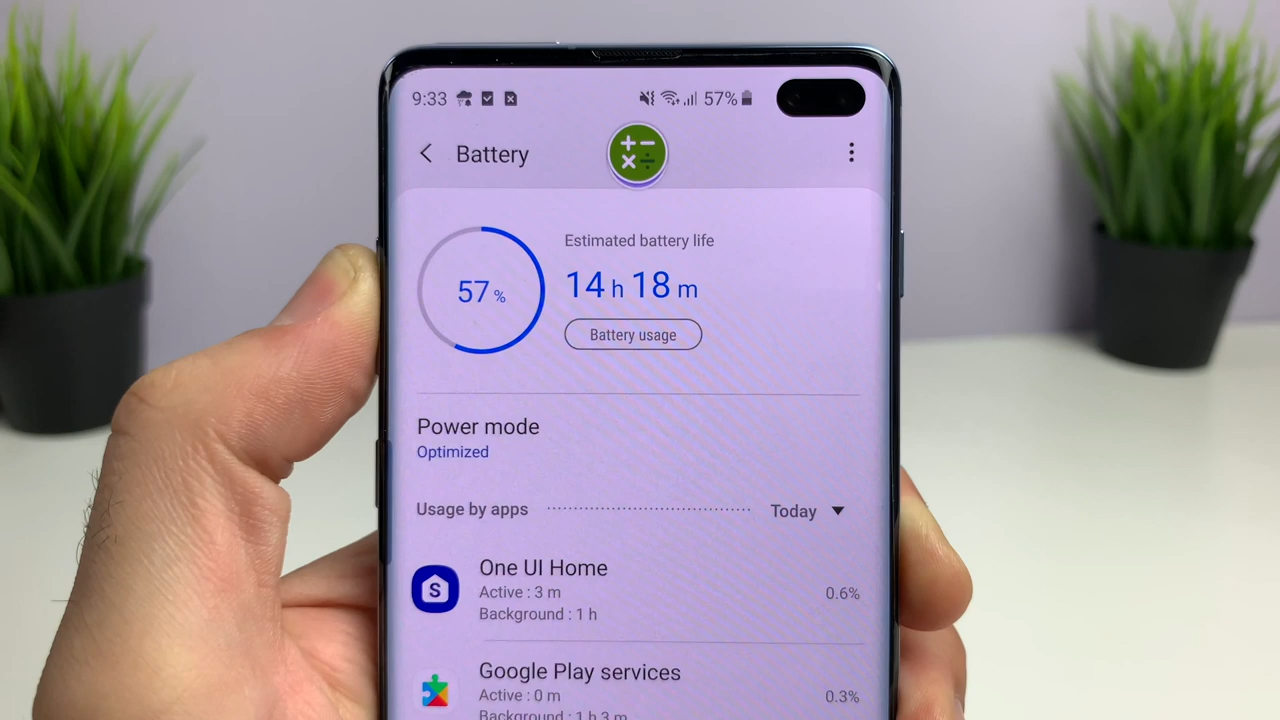 9:33 57%
Battery
57 %
Estimated battery life
14 h 18 m
Battery usage
Power mode
Optimized
Usage by apps Today
One UI Home
Active : 3 m 0.6%
Background : 1 h
Google Play services
Active : 0 m 0.3%
Background : 1 h 3 m